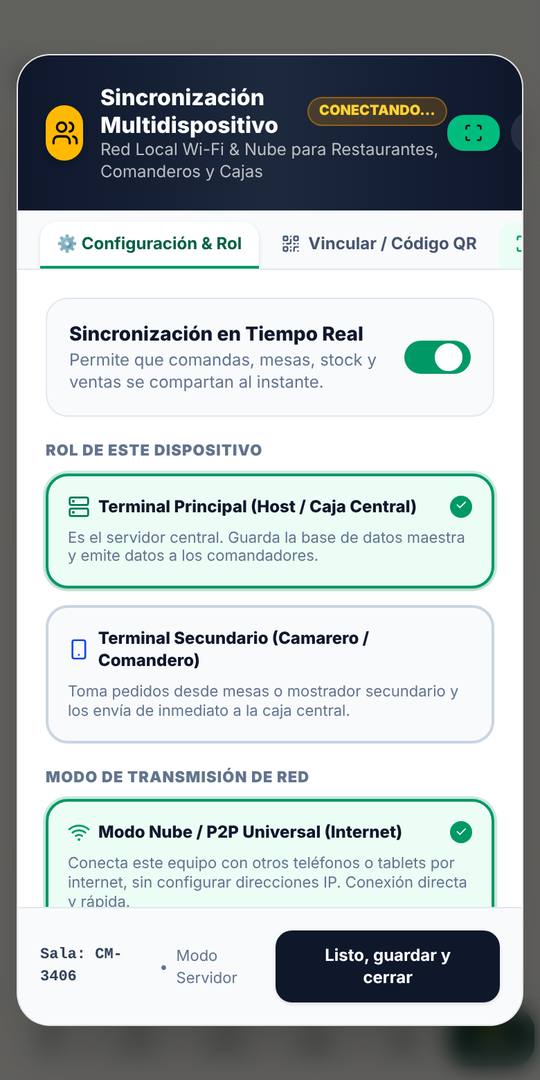 Sincronización
Multidispositivo
CONECTANDO...
Red Local Wi-Fi & Nube para Restaurantes,
Comanderos y Cajas
⚙️ Configuración & Rol
Vincular / Código QR
Sincronización en Tiempo Real
Permite que comandas, mesas, stock y
ventas se compartan al instante.
ROL DE ESTE DISPOSITIVO
Terminal Principal (Host / Caja Central)
Es el servidor central. Guarda la base de datos maestra
y emite datos a los comandadores.
Terminal Secundario (Camarero /
Comandero)
Toma pedidos desde mesas o mostrador secundario y
los envía de inmediato a la caja central.
MODO DE TRANSMISIÓN DE RED
Modo Nube / P2P Universal (Internet)
Conecta este equipo con otros teléfonos o tablets por
internet, sin configurar direcciones IP. Conexión directa
y rápida.
Sala: CM-
3406
• Modo
Servidor
Listo, guardar y
cerrar